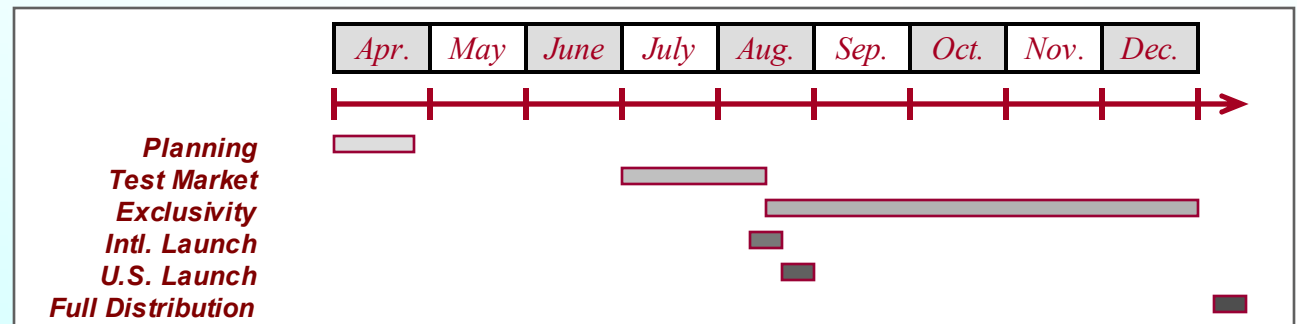 Apr. May June July Aug. Sep. Oct. Nov. Dec.
Planning
Test Market
Exclusivity
Intl. Launch
U.S. Launch
Full Distribution